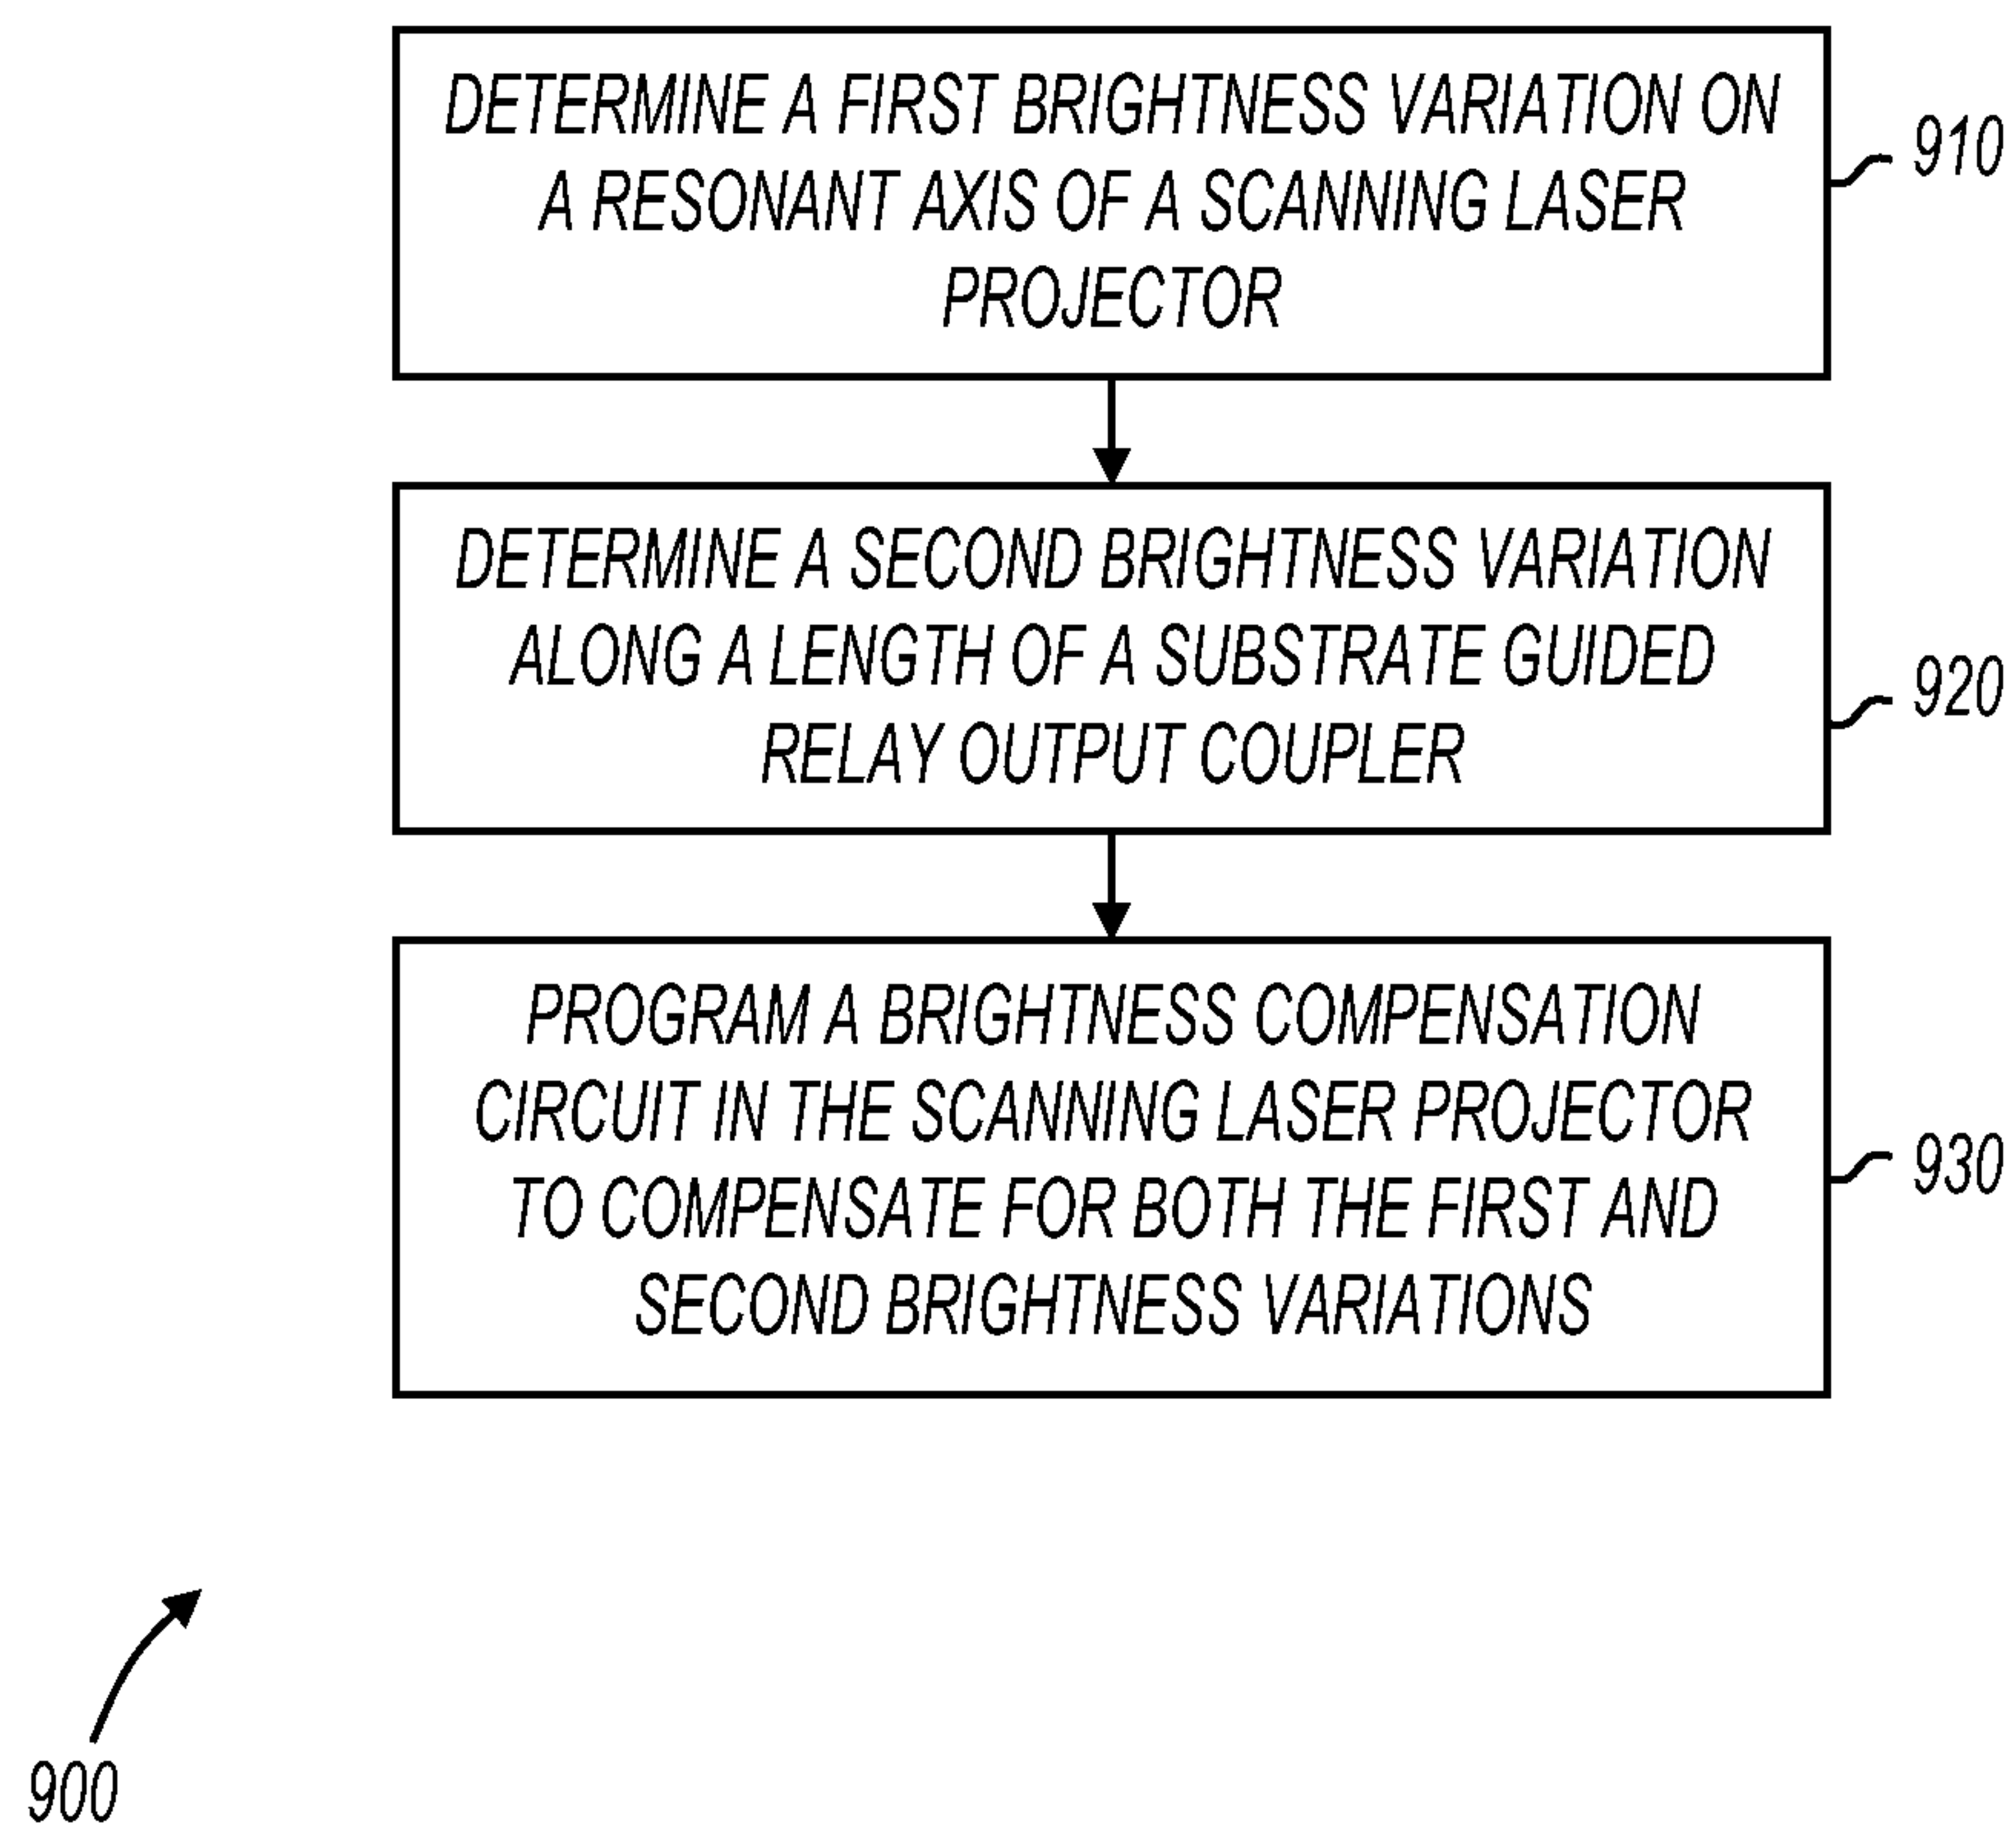 DETERMINE A FIRST BRIGHTNESS VARIATION ON
A RESONANT AXIS OF A SCANNING LASER
PROJECTOR
910
DETERMINE A SECOND BRIGHTNESS VARIATION
ALONG A LENGTH OF A SUBSTRATE GUIDED
RELAY OUTPUT COUPLER
920
PROGRAM A BRIGHTNESS COMPENSATION
CIRCUIT IN THE SCANNING LASER PROJECTOR
TO COMPENSATE FOR BOTH THE FIRST AND
SECOND BRIGHTNESS VARIATIONS
930
900